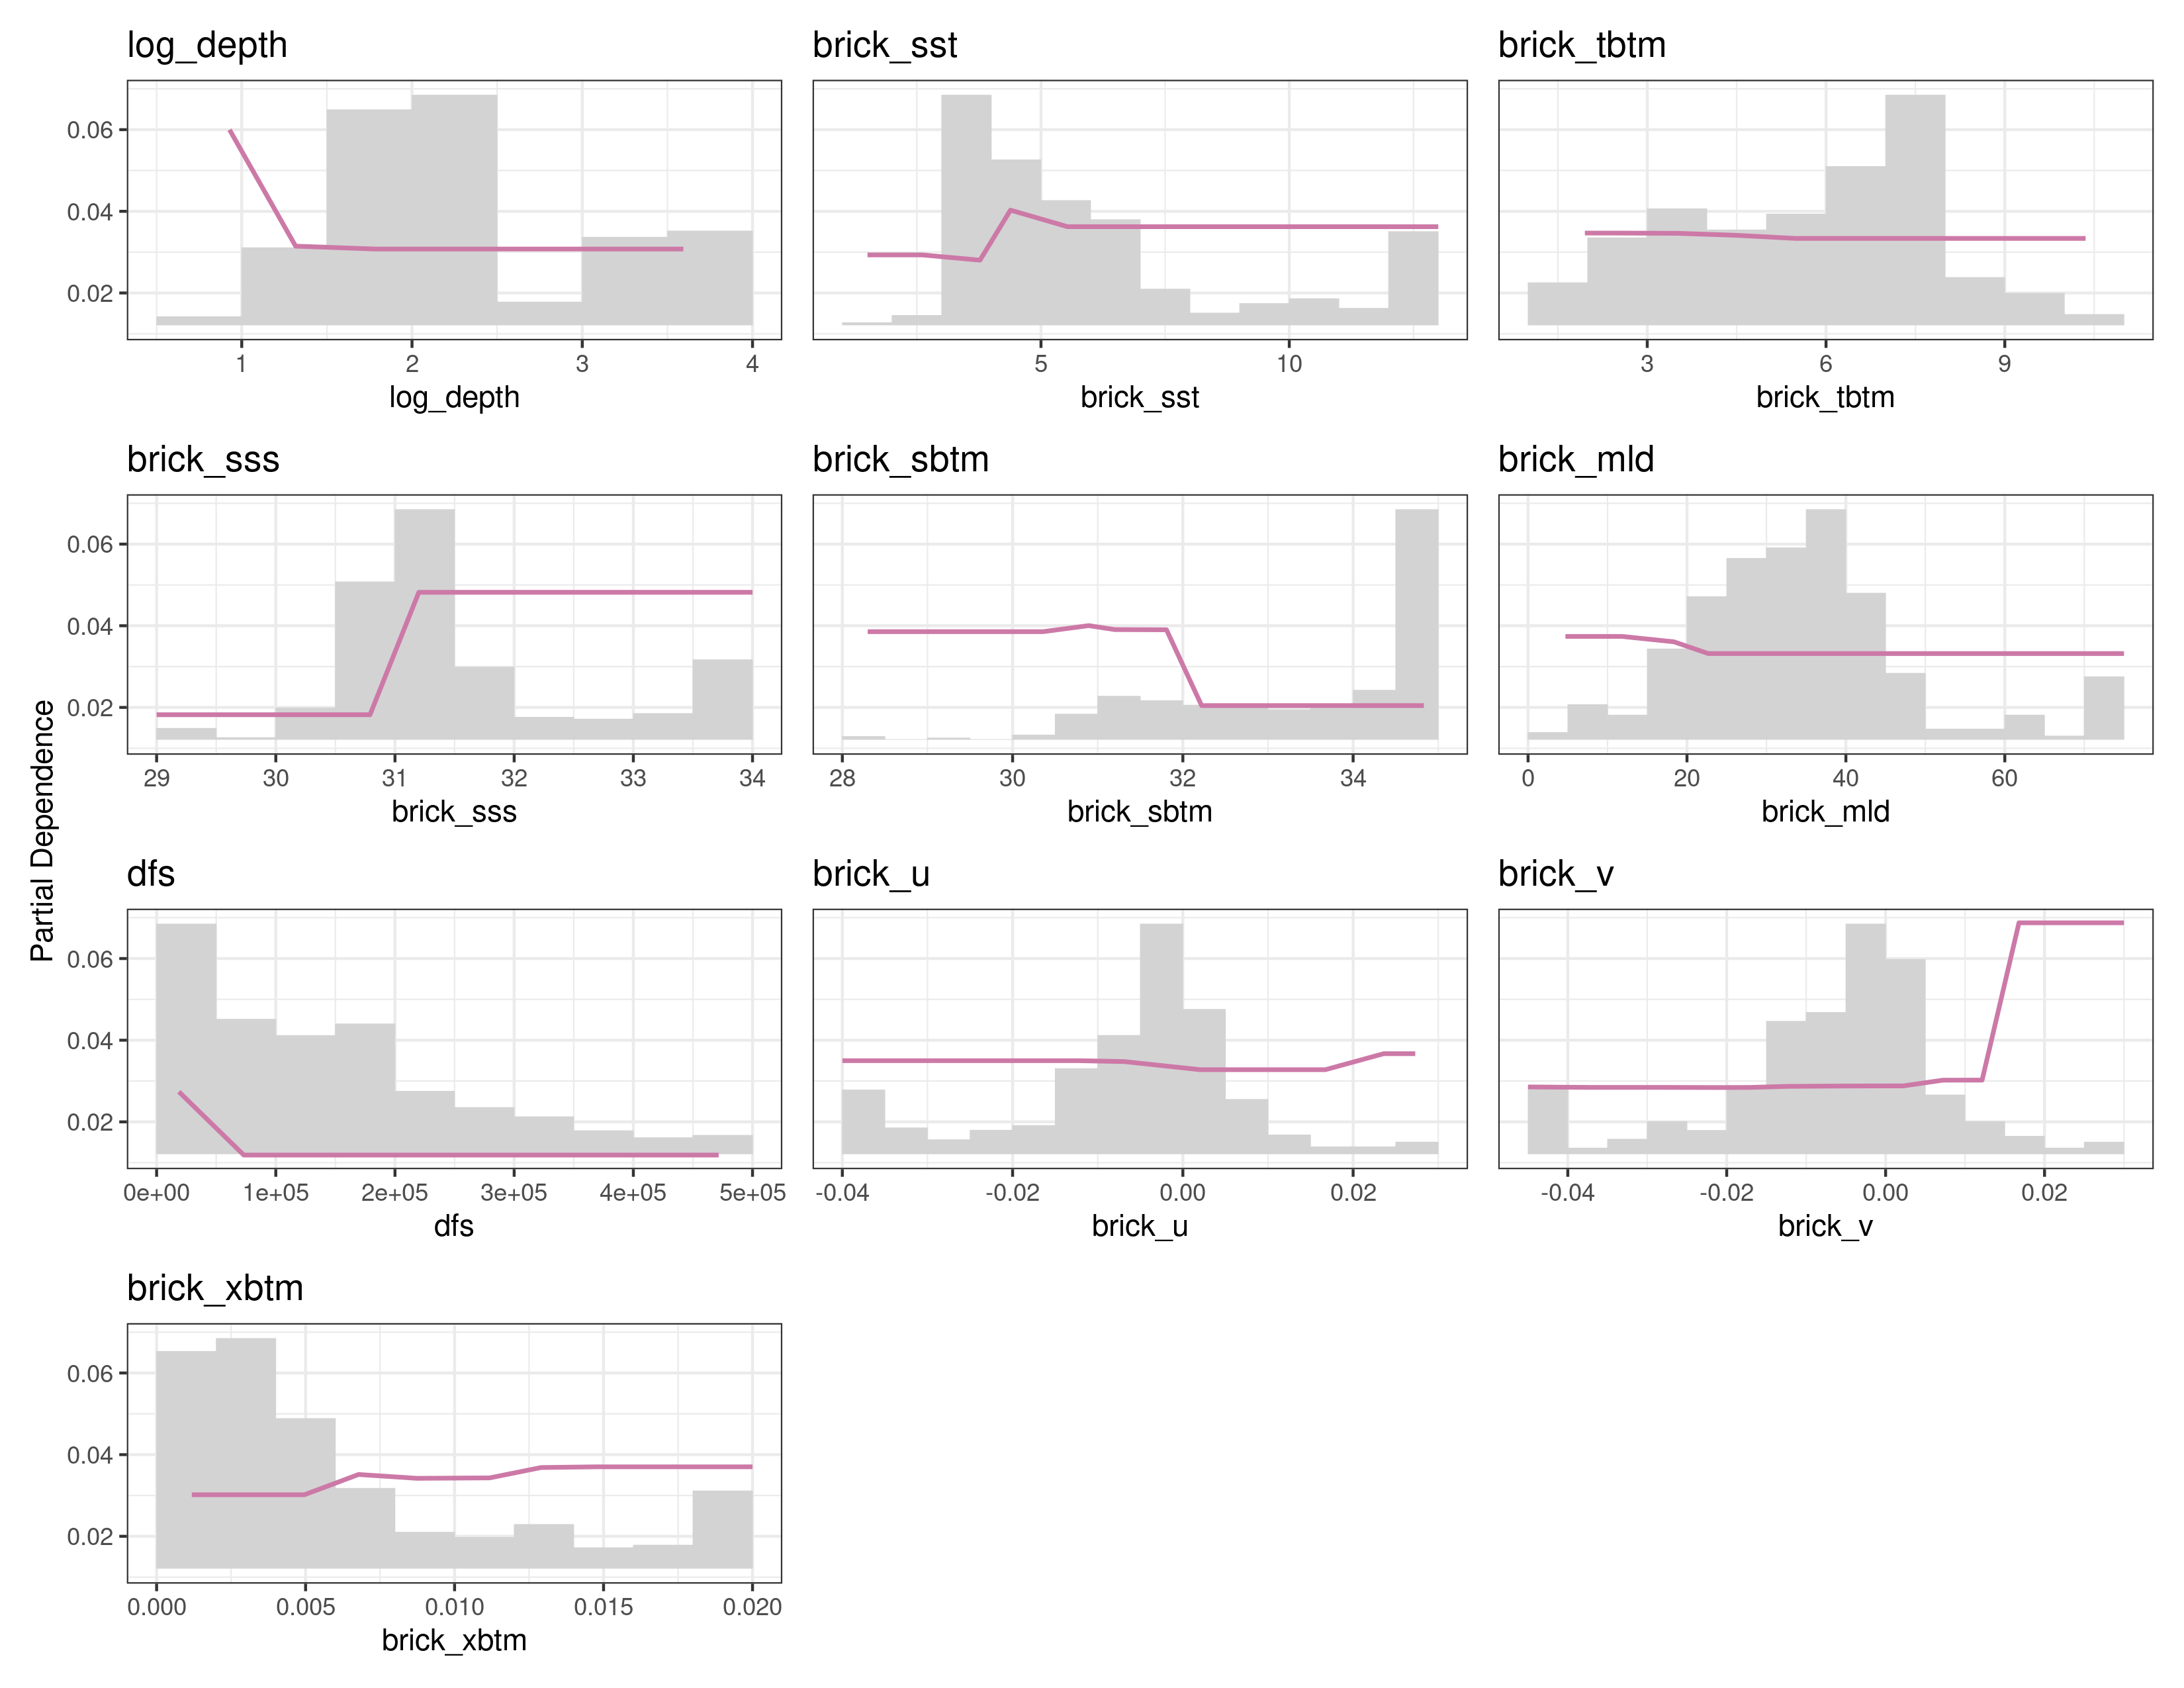 log_depth
brick_sst
brick_tbtm
0.06
0.04
0.02
1 2 3 4
5 10
3 6 9
log_depth
brick_sst
brick_tbtm
brick_sss
brick_sbtm
brick_mld
0.06
0.04
0.02
29 30 31 32 33 34
28 30 32 34
0 20 40 60
brick_sss
brick_sbtm
brick_mld
Partial Dependence
dfs
brick_u
brick_v
0.06
0.04
0.02
0e+00 1e+05 2e+05 3e+05 4e+05 5e+05
-0.04 -0.02 0.00 0.02
-0.04 -0.02 0.00 0.02
dfs
brick_u
brick_v
brick_xbtm
0.06
0.04
0.02
0.000 0.005 0.010 0.015 0.020
brick_xbtm